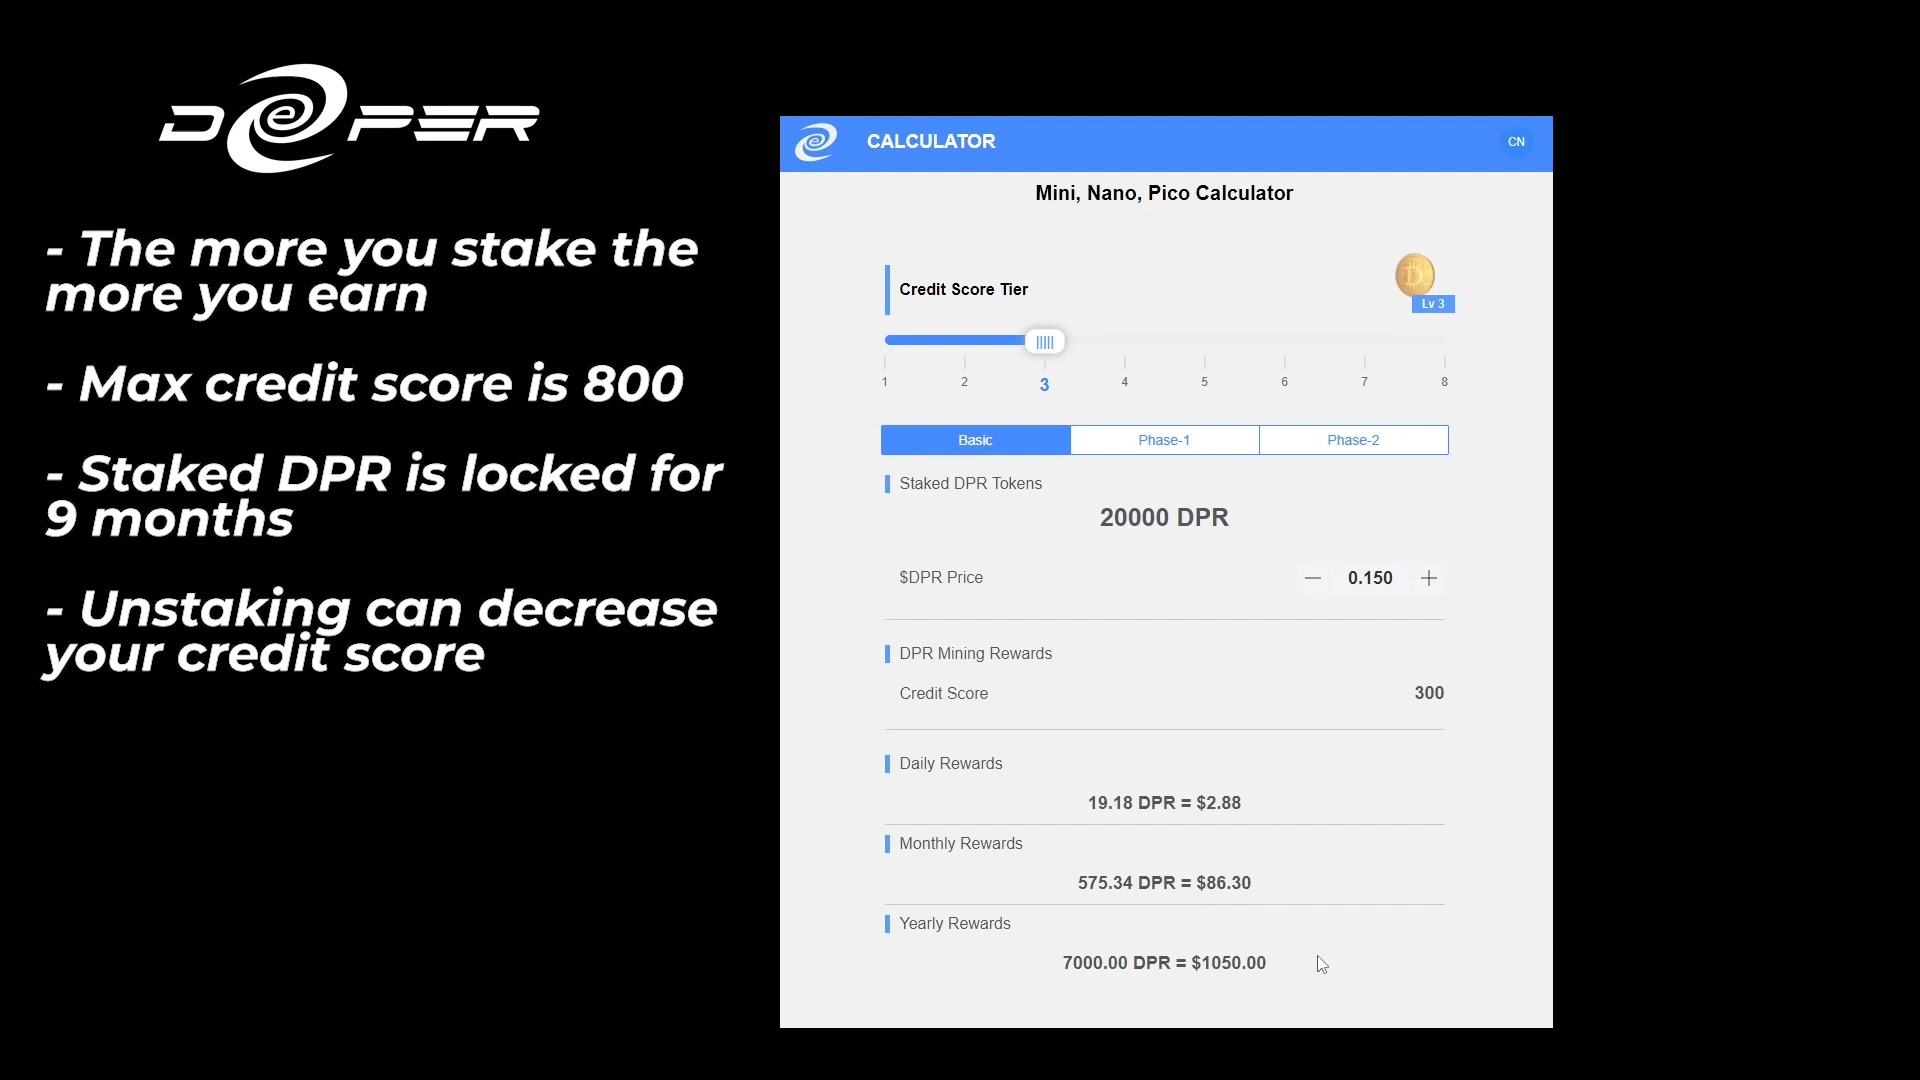 DEEPER
- The more you stake the
more you earn
- Max credit score is 800
- Staked DPR is locked for
9 months
- Unstaking can decrease
your credit score
CALCULATOR
CN
Mini, Nano, Pico Calculator
Credit Score Tier
Lv 3
1 2 3 4 5 6 7 8
Basic Phase-1 Phase-2
Staked DPR Tokens
20000 DPR
$DPR Price — 0.150 +
DPR Mining Rewards
Credit Score 300
Daily Rewards
19.18 DPR = $2.88
Monthly Rewards
575.34 DPR = $86.30
Yearly Rewards
7000.00 DPR = $1050.00